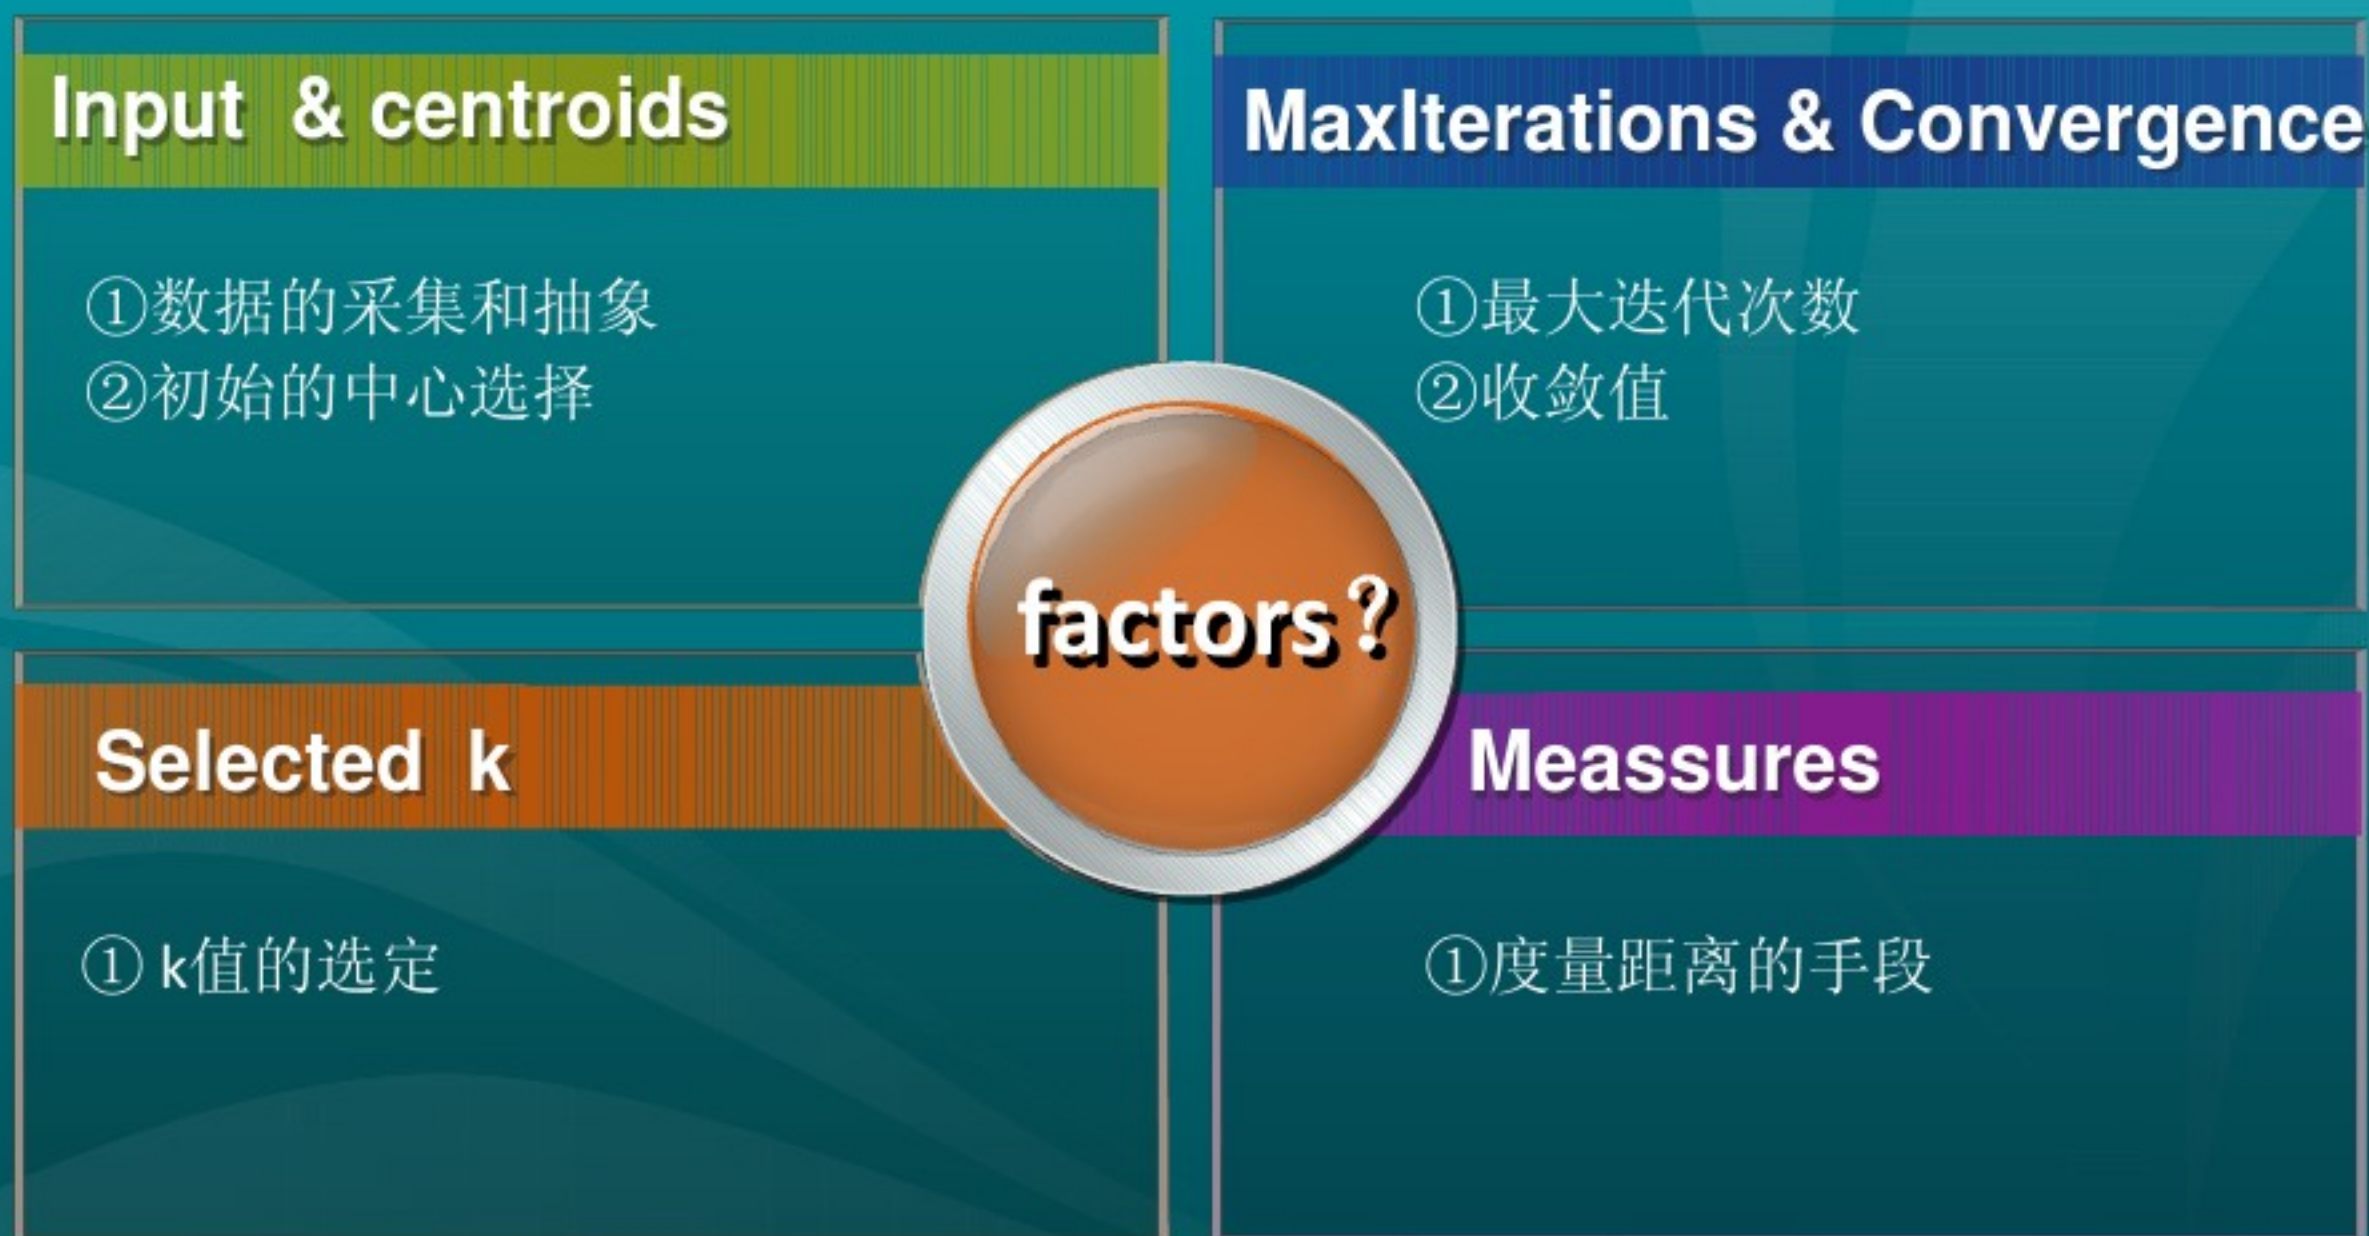 Input & centroids
①数据的采集和抽象
②初始的中心选择
MaxIterations & Convergence
①最大迭代次数
②收敛值
factors？
Selected k
① k值的选定
Meassures
①度量距离的手段